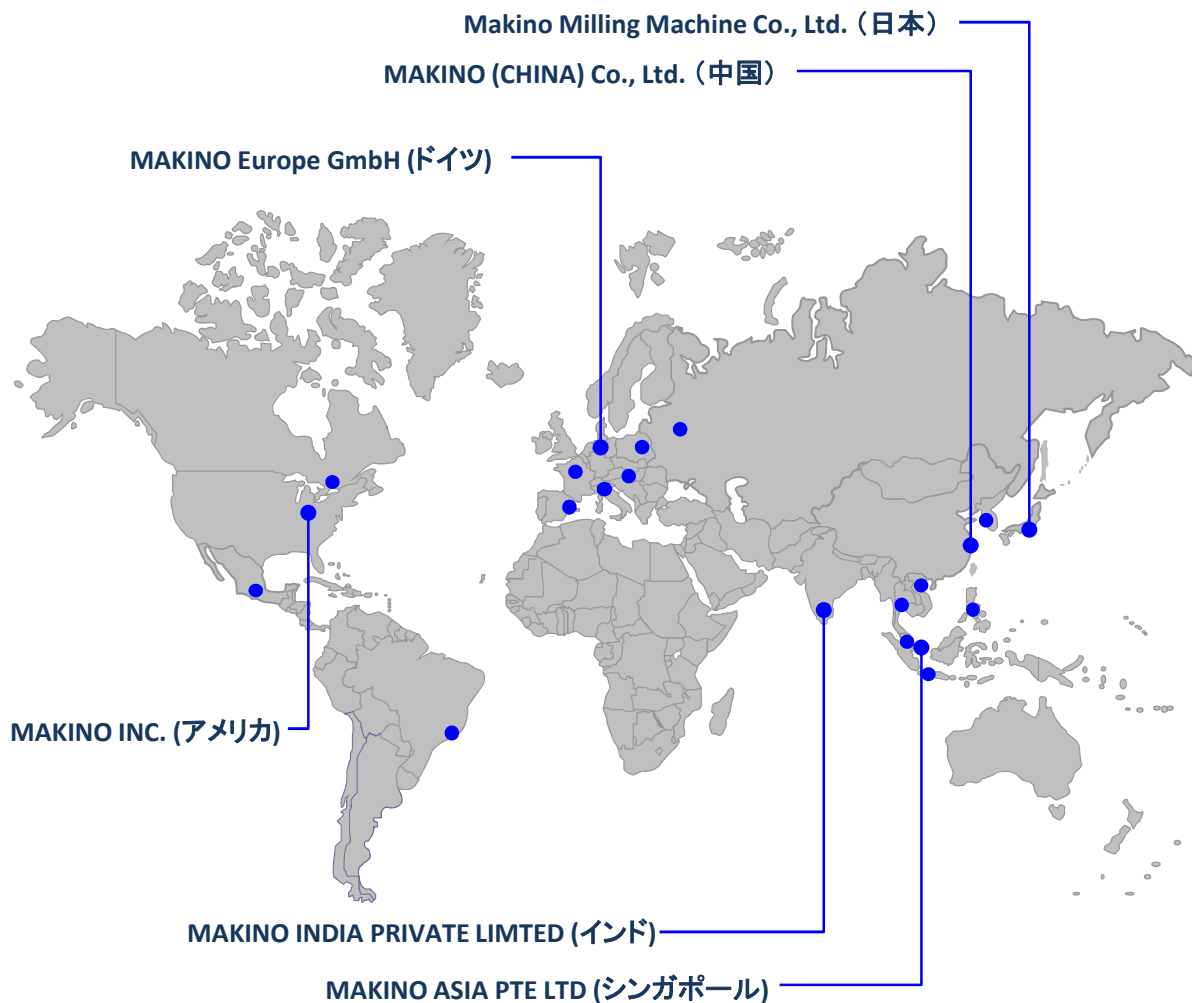 Makino Milling Machine Co., Ltd.（日本）
MAKINO (CHINA) Co., Ltd.（中国）
MAKINO Europe GmbH (ドイツ)
MAKINO INC. (アメリカ)
MAKINO INDIA PRIVATE LIMTED (インド)
MAKINO ASIA PTE LTD (シンガポール)